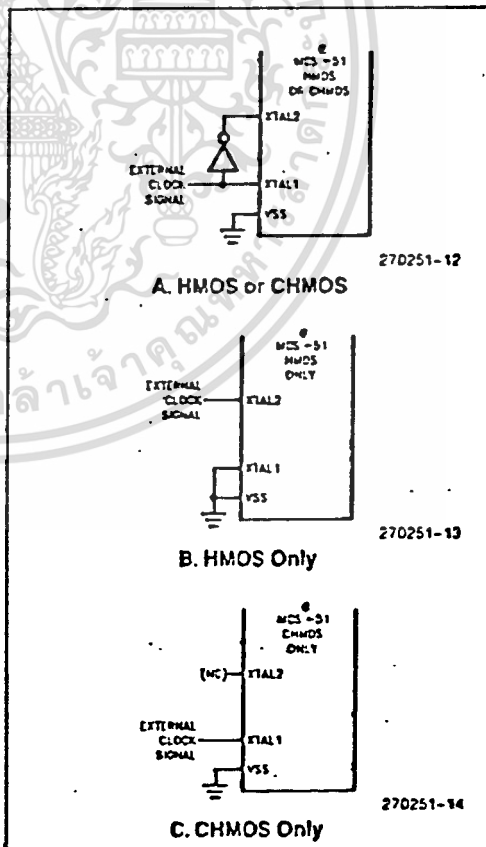 MCS-51
HMOS
OR CHMOS
XTAL2
EXTERNAL
CLOCK
SIGNAL
XTAL1
VSS
270251-12
A. HMOS or CHMOS
MCS-51
HMOS
ONLY
EXTERNAL
CLOCK
SIGNAL
XTAL2
XTAL1
VSS
270251-13
B. HMOS Only
MCS-51
CHMOS
ONLY
(NC)
XTAL2
EXTERNAL
CLOCK
SIGNAL
XTAL1
VSS
270251-14
C. CHMOS Only